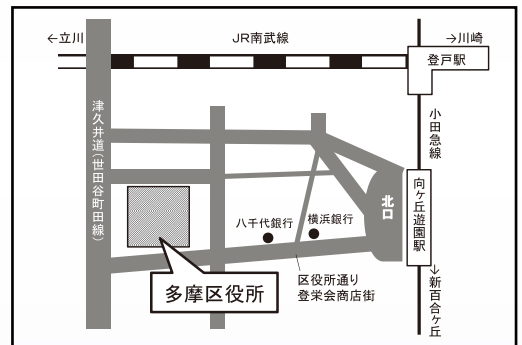 ←立川
JR南武線
→川崎
登戸駅
小田急線
津久井道(世田谷町田線)
向ヶ丘遊園駅
北口
八千代銀行
横浜銀行
区役所通り
登栄会商店街
多摩区役所
→新百合ヶ丘